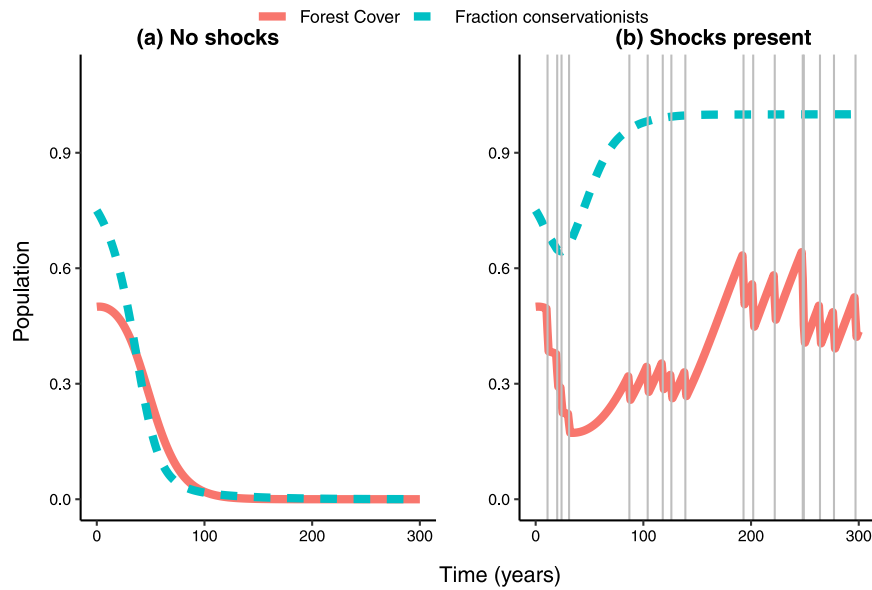 Forest Cover Fraction conservationists
(a) No shocks (b) Shocks present
Population
0.9
0.6
0.3
0.0
0 100 200 300
0.9
0.6
0.3
0.0
0 100 200 300
Time (years)